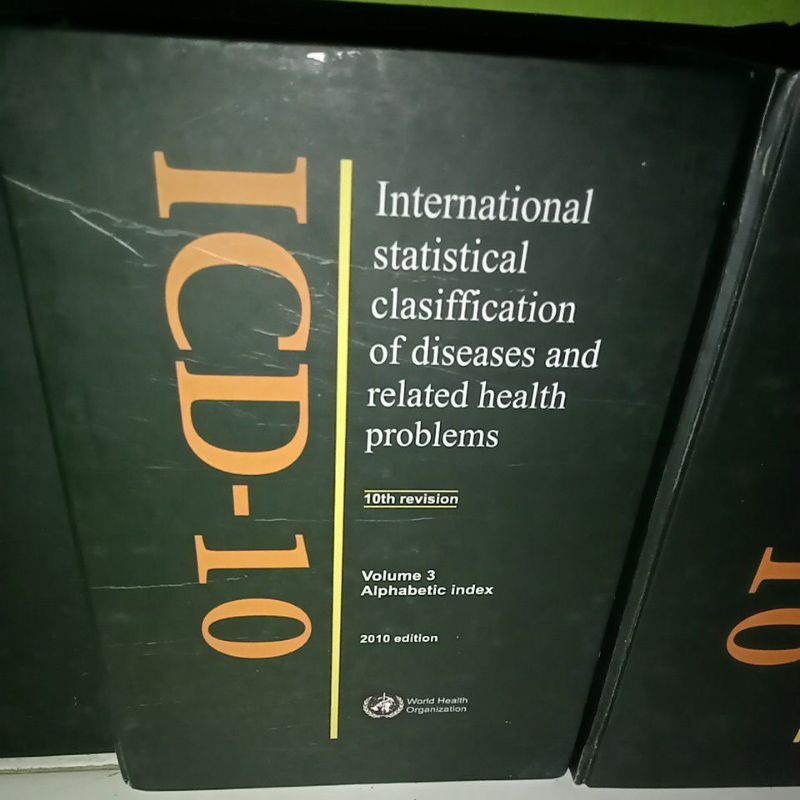 ICD-10
International
statistical
clasiffication
of diseases and
related health
problems
10th revision
Volume 3
Alphabetic index
2010 edition
World Health
Organization
10